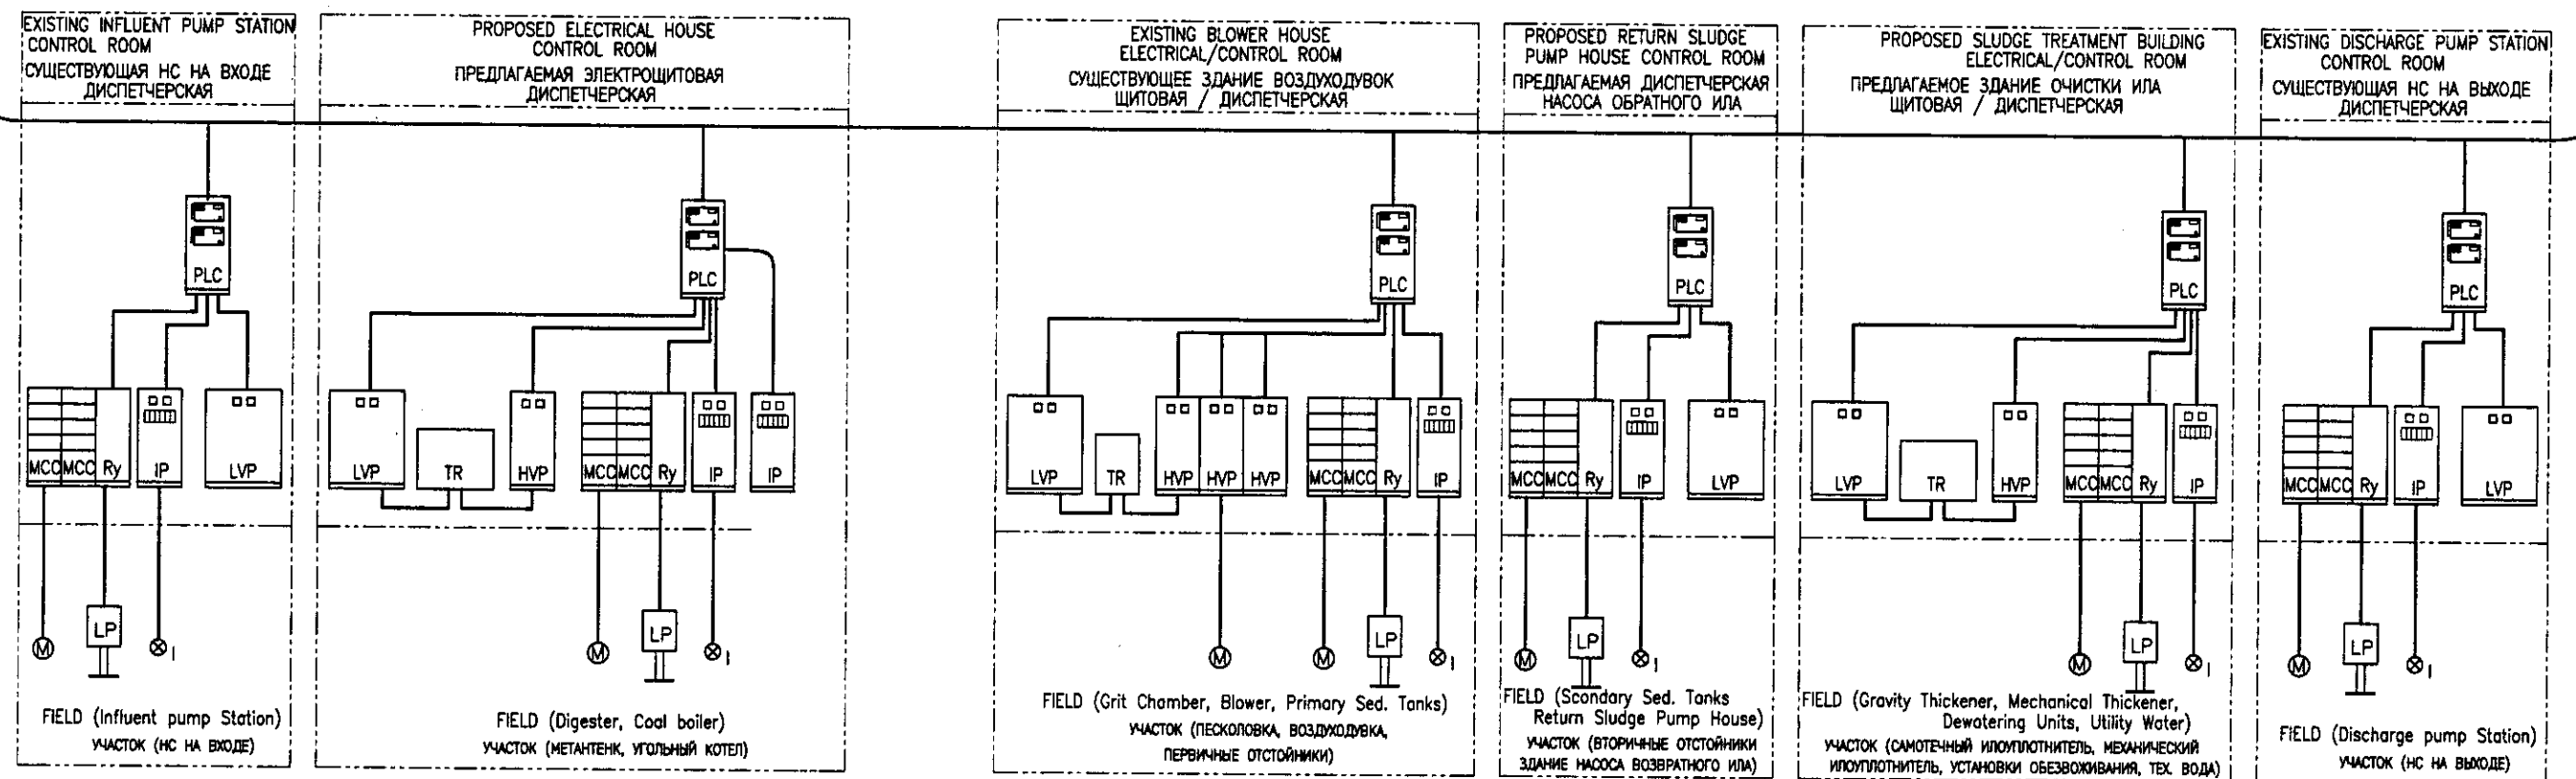 EXISTING INFLUENT PUMP STATION
CONTROL ROOM
СУЩЕСТВУЮЩАЯ НС НА ВХОДЕ
ДИСПЕТЧЕРСКАЯ
PLC
MCC MCC Ry IP LVP
LP
M I
FIELD (Influent pump Station)
УЧАСТОК (НС НА ВХОДЕ)
PROPOSED ELECTRICAL HOUSE
CONTROL ROOM
ПРЕДЛАГАЕМАЯ ЭЛЕКТРОЩИТОВАЯ
ДИСПЕТЧЕРСКАЯ
PLC
LVP TR HVP MCC MCC Ry IP IP
LP
M I
FIELD (Digester, Coal boiler)
УЧАСТОК (МЕТАНТЕНК, УГОЛЬНЫЙ КОТЕЛ)
EXISTING BLOWER HOUSE
ELECTRICAL/CONTROL ROOM
СУЩЕСТВУЮЩЕЕ ЗДАНИЕ ВОЗДУХОДУВОК
ЩИТОВАЯ / ДИСПЕТЧЕРСКАЯ
PLC
LVP TR HVP HVP HVP MCC MCC Ry IP
LP
M M I
FIELD (Grit Chamber, Blower, Primary Sed. Tanks)
УЧАСТОК (ПЕСКОЛОВКА, ВОЗДУХОДУВКА,
ПЕРВИЧНЫЕ ОТСТОЙНИКИ)
PROPOSED RETURN SLUDGE
PUMP HOUSE CONTROL ROOM
ПРЕДЛАГАЕМАЯ ДИСПЕТЧЕРСКАЯ
НАСОСА ОБРАТНОГО ИЛА
PLC
MCC MCC Ry IP LVP
LP
M I
FIELD (Scondary Sed. Tanks
Return Sludge Pump House)
УЧАСТОК (ВТОРИЧНЫЕ ОТСТОЙНИКИ
ЗДАНИЕ НАСОСА ВОЗВРАТНОГО ИЛА)
PROPOSED SLUDGE TREATMENT BUILDING
ELECTRICAL/CONTROL ROOM
ПРЕДЛАГАЕМОЕ ЗДАНИЕ ОЧИСТКИ ИЛА
ЩИТОВАЯ / ДИСПЕТЧЕРСКАЯ
PLC
LVP TR HVP MCC MCC Ry IP
LP
M I
FIELD (Gravity Thickener, Mechanical Thickener,
Dewatering Units, Utility Water)
УЧАСТОК (САМОТЕЧНЫЙ ИЛОУПЛОТНИТЕЛЬ, МЕХАНИЧЕСКИЙ
ИЛОУПЛОТНИТЕЛЬ, УСТАНОВКИ ОБЕЗВОЖИВАНИЯ, ТЕХ. ВОДА)
EXISTING DISCHARGE PUMP STATION
CONTROL ROOM
СУЩЕСТВУЮЩАЯ НС НА ВЫХОДЕ
ДИСПЕТЧЕРСКАЯ
PLC
MCC MCC Ry IP LVP
LP
M I
FIELD (Discharge pump Station)
УЧАСТОК (НС НА ВЫХОДЕ)